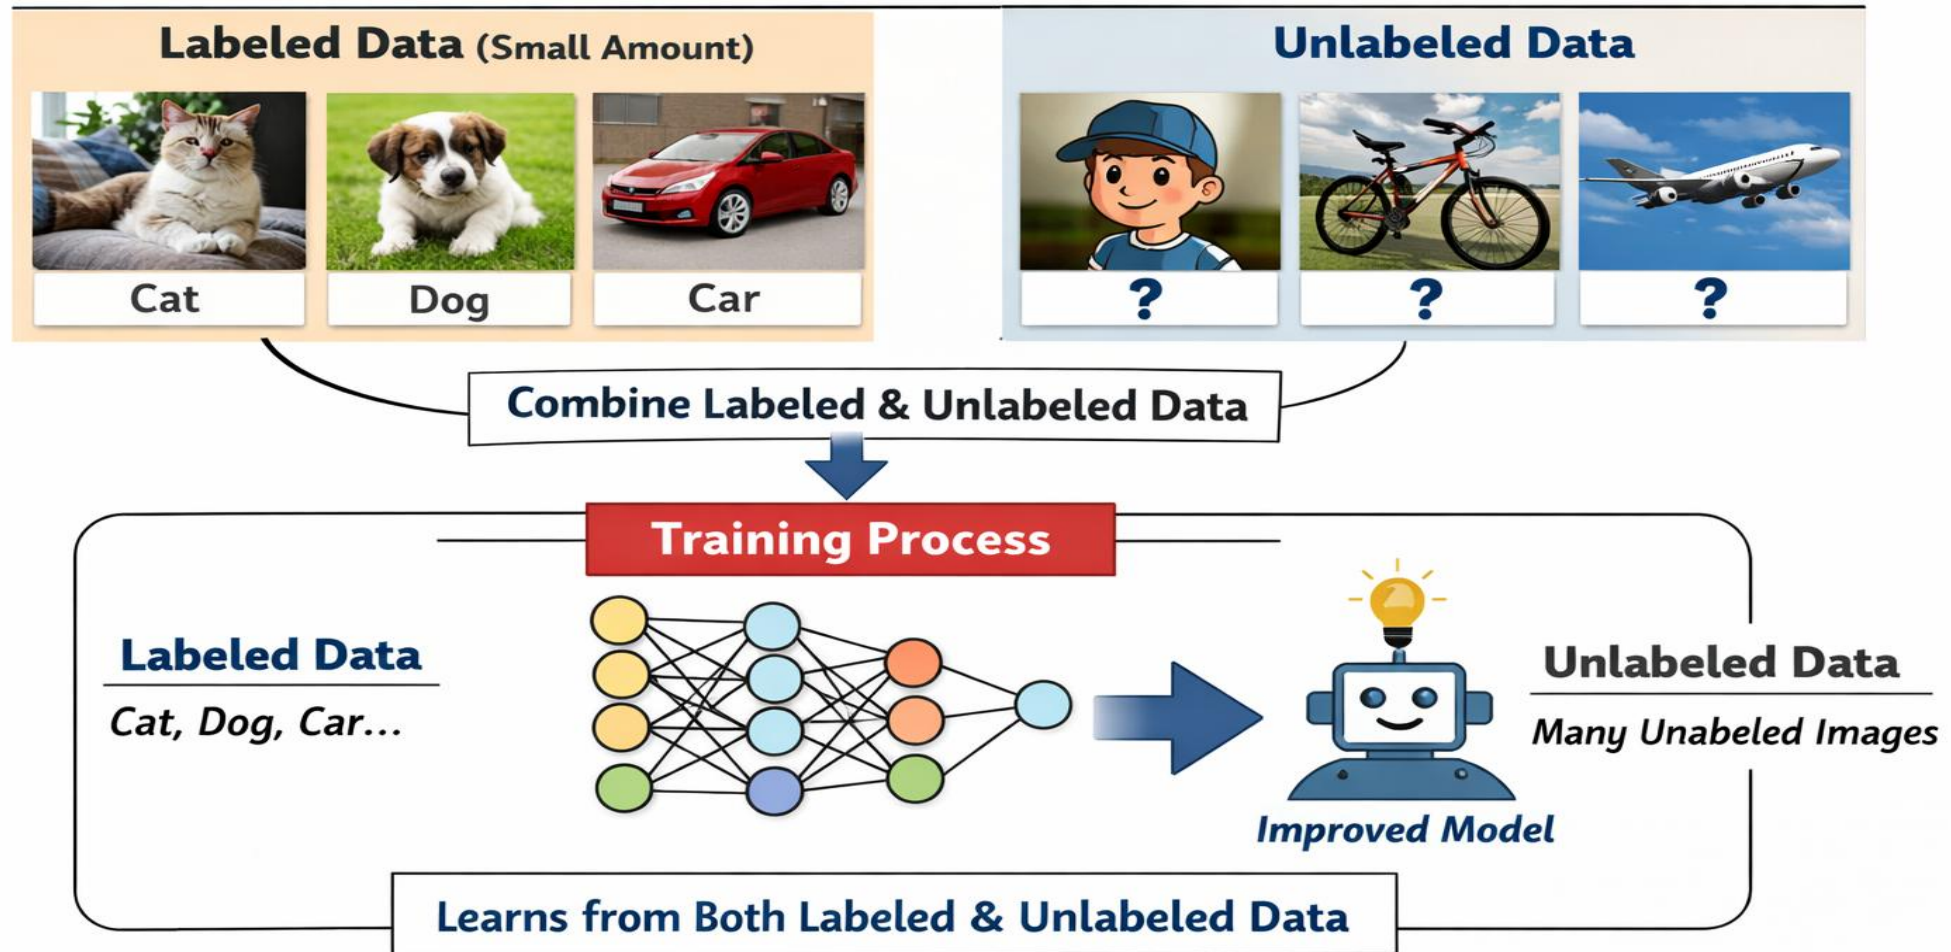 Labeled Data (Small Amount)
Unlabeled Data
Cat
Dog
Car
?
?
?
Combine Labeled & Unlabeled Data
Training Process
Labeled Data
Cat, Dog, Car...
Unlabeled Data
Many Unabeled Images
Improved Model
Learns from Both Labeled & Unlabeled Data